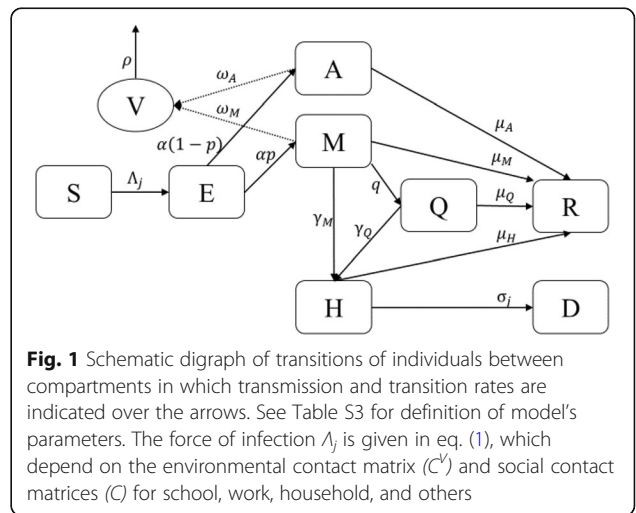 ρ
A
ω_A
V
ω_M
μ_A
α(1 − p)
M
αp
μ_M
S
Λ_j
E
q
Q
μ_Q
R
γ_M
γ_Q
μ_H
H
σ_j
D
Fig. 1 Schematic digraph of transitions of individuals between
compartments in which transmission and transition rates are
indicated over the arrows. See Table S3 for definition of model's
parameters. The force of infection Λ_j is given in eq. (1), which
depend on the environmental contact matrix (C^V) and social contact
matrices (C) for school, work, household, and others